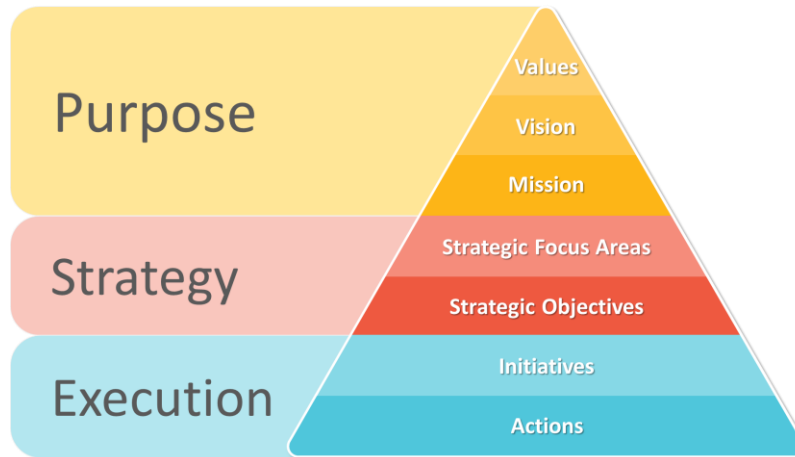 Purpose
Values
Vision
Mission
Strategy
Strategic Focus Areas
Strategic Objectives
Execution
Initiatives
Actions